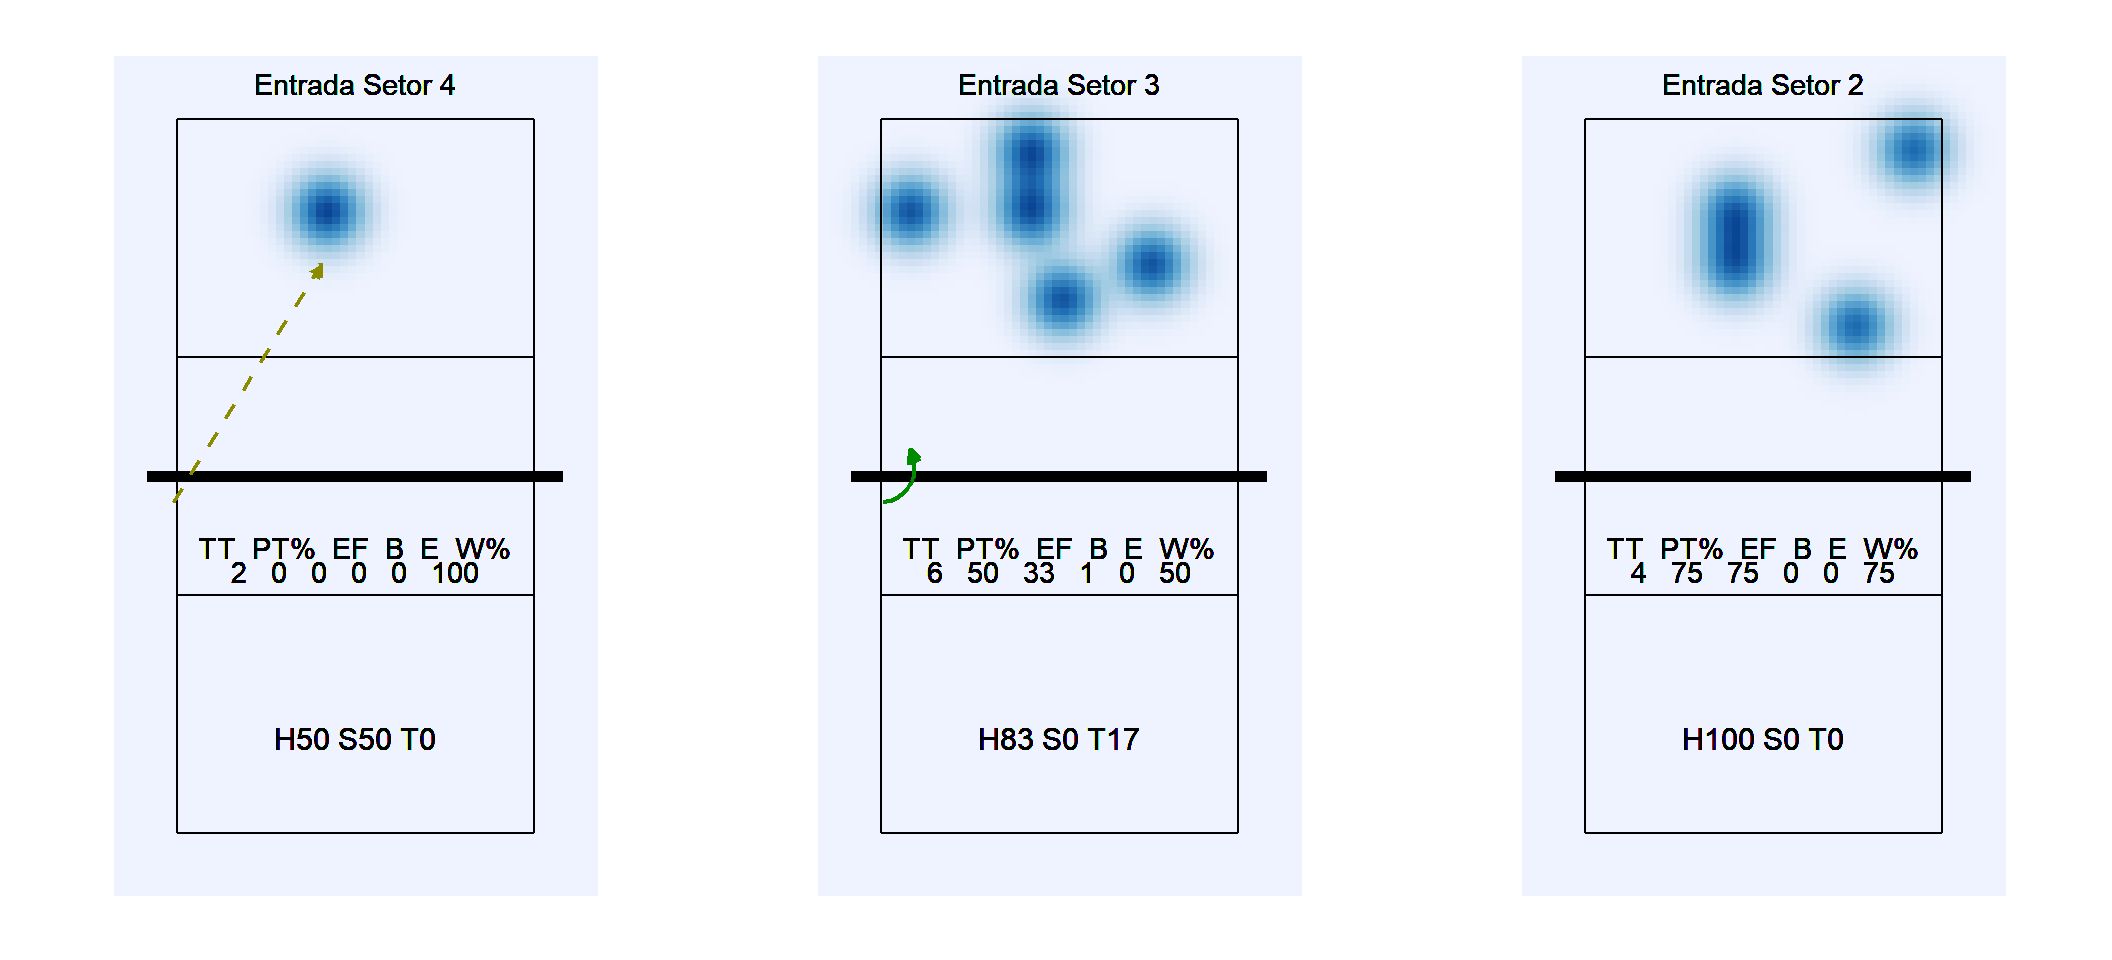 Entrada Setor 4
TT PT% EF B E W%
2 0 0 0 0 100
H50 S50 T0
Entrada Setor 3
TT PT% EF B E W%
6 50 33 1 0 50
H83 S0 T17
Entrada Setor 2
TT PT% EF B E W%
4 75 75 0 0 75
H100 S0 T0